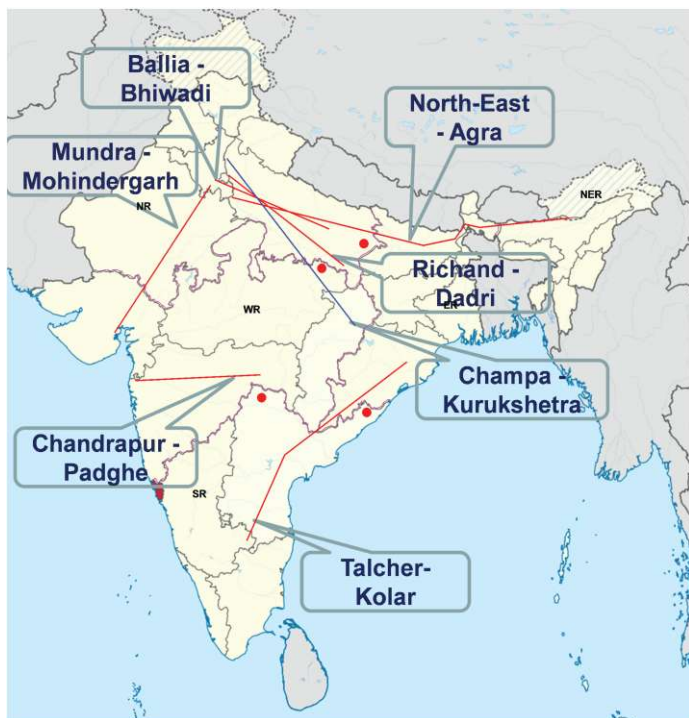 Ballia -
Bhiwadi
North-East
- Agra
Mundra -
Mohindergarh
NR
NER
Richand -
Dadri
WR
ER
Champa -
Kurukshetra
Chandrapur -
Padghe
SR
Talcher-
Kolar